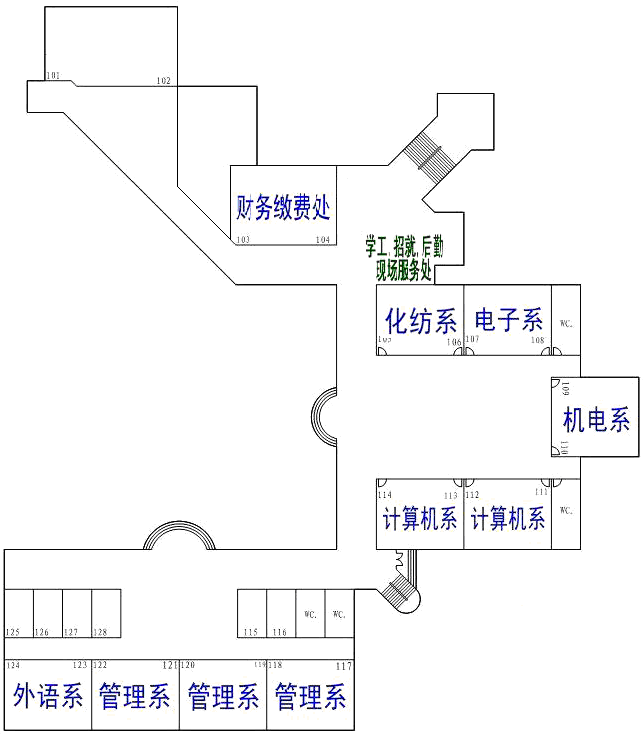 101
102
财务缴费处
103
104
学工.招就.后勤
现场服务处
化纺系
电子系
WC.
105
106
107
108
109
机电系
110
114
113
112
111
计算机系
计算机系
WC.
125
126
127
128
115
116
WC.
WC.
124
123
122
121
120
119
118
117
外语系
管理系
管理系
管理系